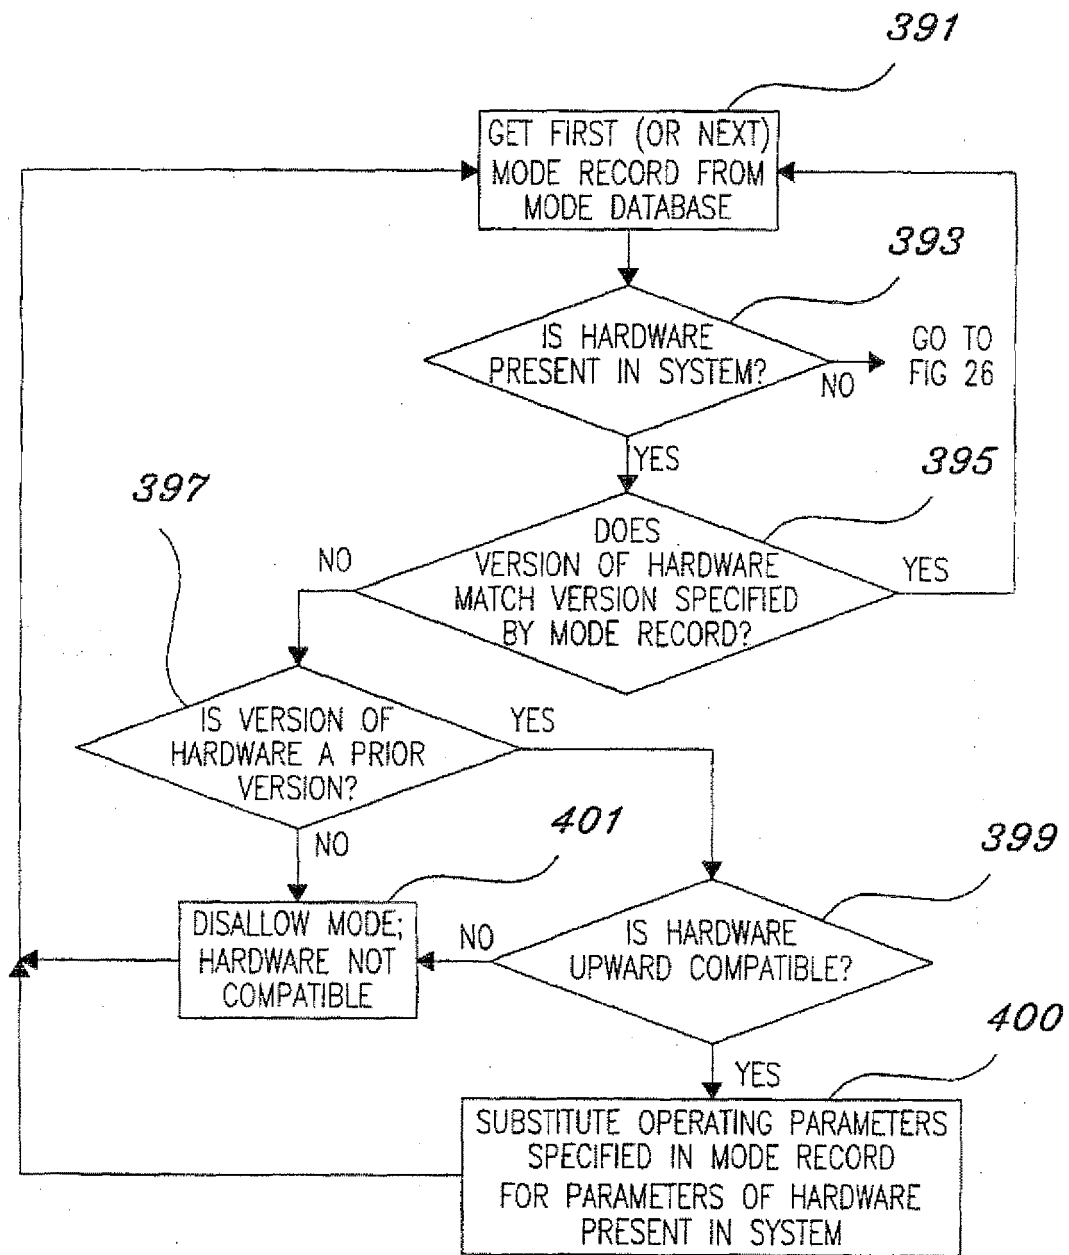 391
GET FIRST (OR NEXT)
MODE RECORD FROM
MODE DATABASE
393
IS HARDWARE
PRESENT IN SYSTEM?
NO
GO TO
FIG 26
YES
395
397
DOES
VERSION OF HARDWARE
MATCH VERSION SPECIFIED
BY MODE RECORD?
NO
YES
IS VERSION OF
HARDWARE A PRIOR
VERSION?
YES
NO
401
399
DISALLOW MODE;
HARDWARE NOT
COMPATIBLE
NO
IS HARDWARE
UPWARD COMPATIBLE?
400
YES
SUBSTITUTE OPERATING PARAMETERS
SPECIFIED IN MODE RECORD
FOR PARAMETERS OF HARDWARE
PRESENT IN SYSTEM